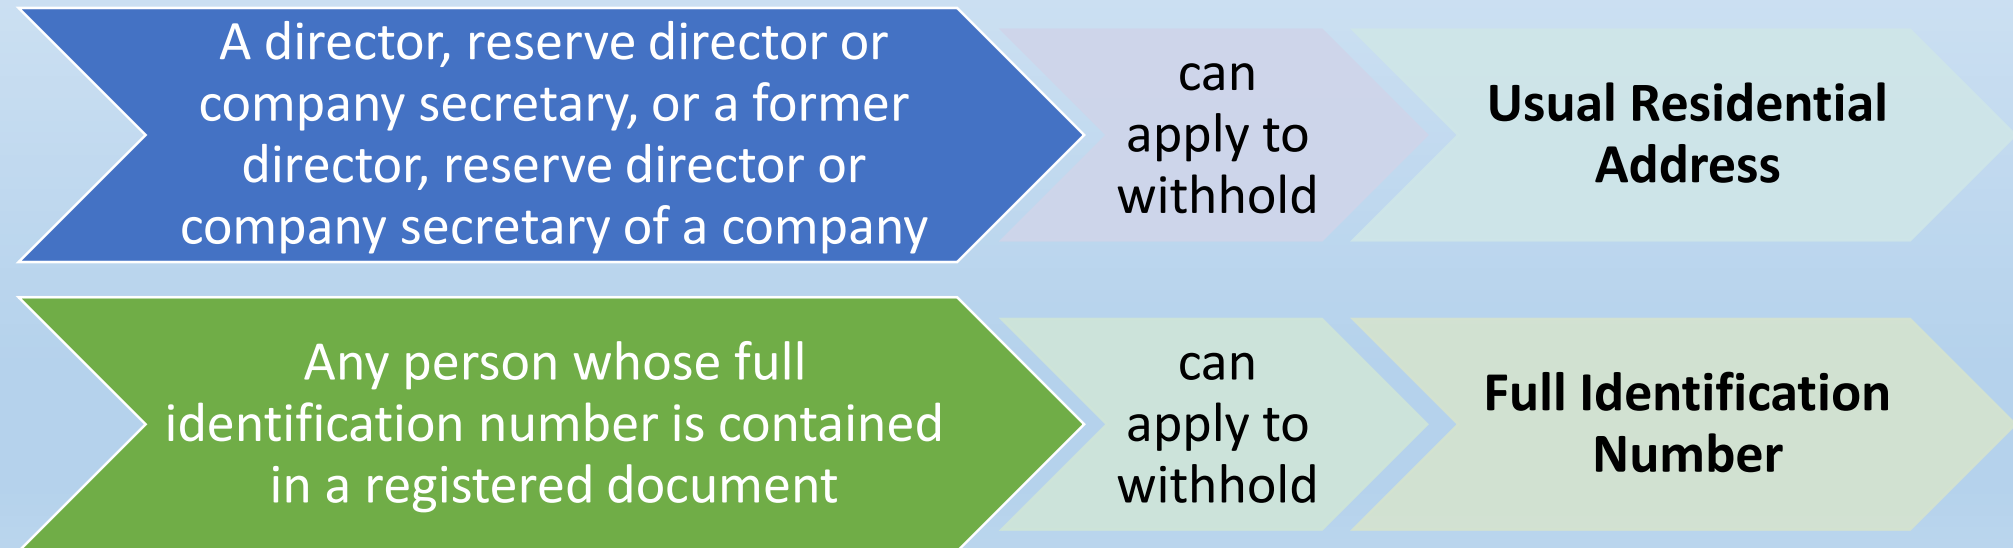 A director, reserve director or
company secretary, or a former
director, reserve director or
company secretary of a company
can
apply to
withhold
Usual Residential
Address
Any person whose full
identification number is contained
in a registered document
can
apply to
withhold
Full Identification
Number